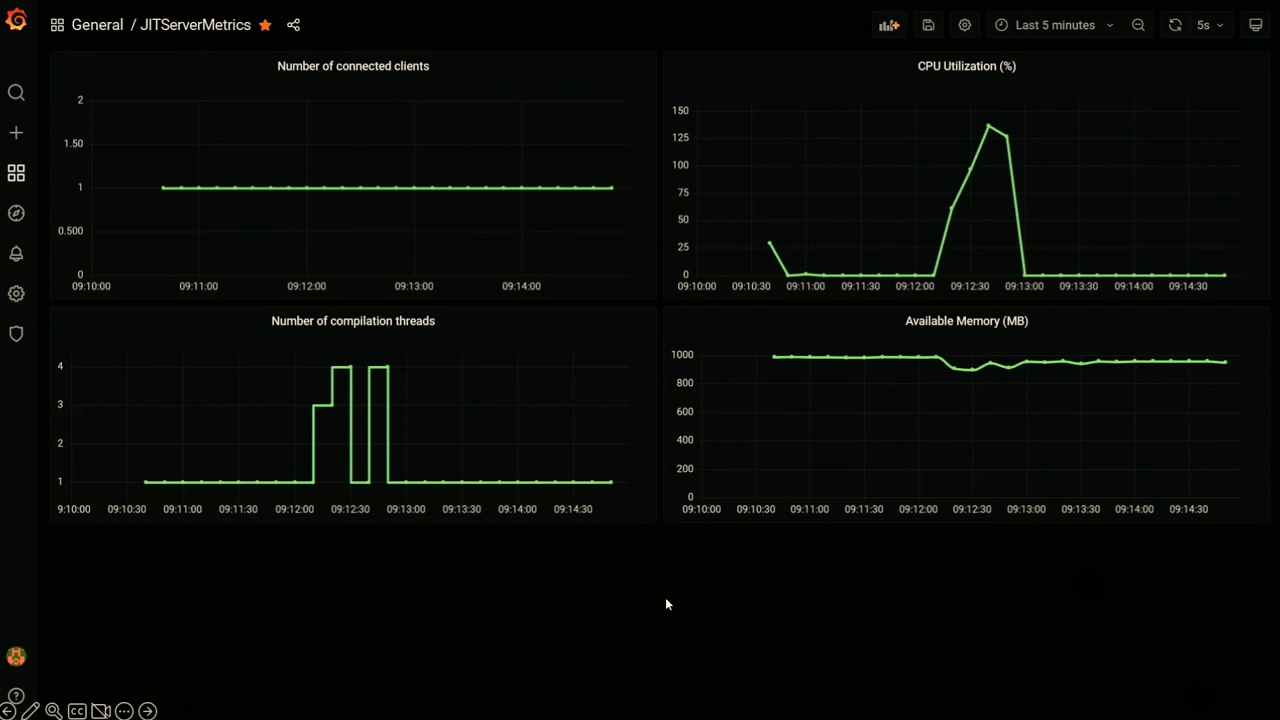 General / JITServerMetrics
Last 5 minutes
5s
Number of connected clients
2
1.50
1
0.500
0
09:10:00 09:11:00 09:12:00 09:13:00 09:14:00
CPU Utilization (%)
150
125
100
75
50
25
0
09:10:00 09:10:30 09:11:00 09:11:30 09:12:00 09:12:30 09:13:00 09:13:30 09:14:00 09:14:30
Number of compilation threads
4
3
2
1
9:10:00 09:10:30 09:11:00 09:11:30 09:12:00 09:12:30 09:13:00 09:13:30 09:14:00 09:14:30
Available Memory (MB)
1000
800
600
400
200
0
09:10:00 09:10:30 09:11:00 09:11:30 09:12:00 09:12:30 09:13:00 09:13:30 09:14:00 09:14:30
CC